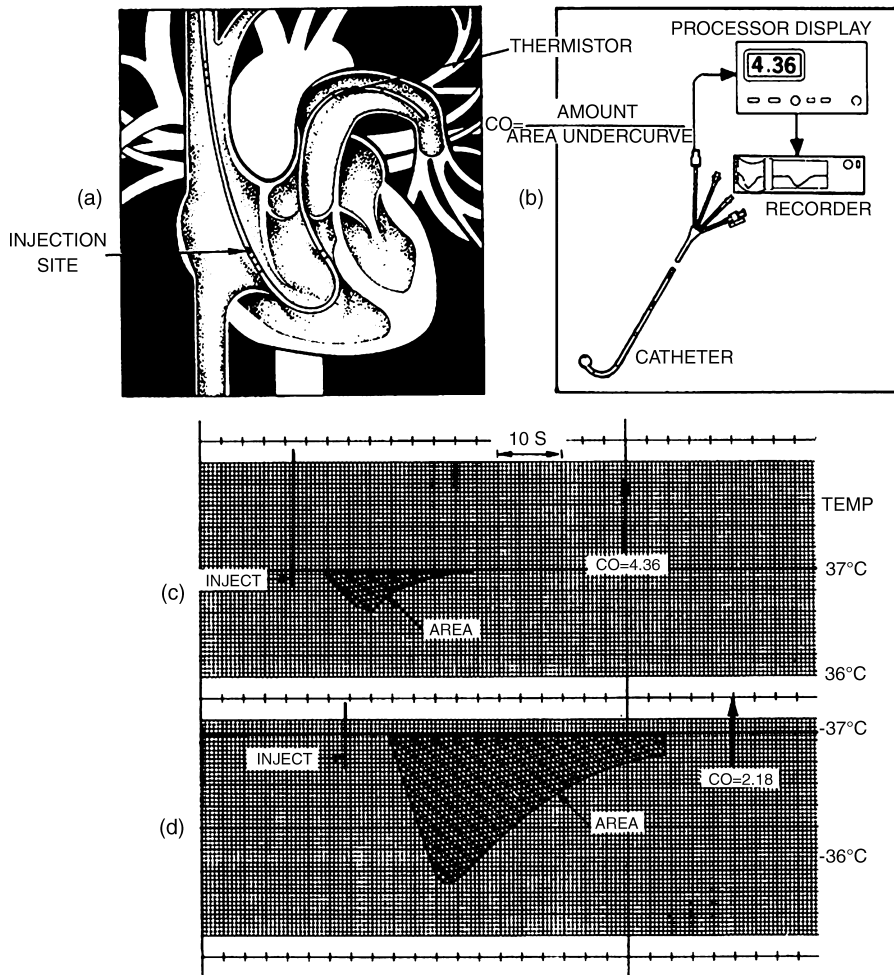 (a)
THERMISTOR
INJECTION
SITE
PROCESSOR DISPLAY
4.36
CO= AMOUNT
AREA UNDERCURVE
(b)
RECORDER
CATHETER
10 S
TEMP
INJECT
CO=4.36
37°C
(c)
AREA
36°C
-37°C
INJECT
CO=2.18
(d)
AREA
-36°C